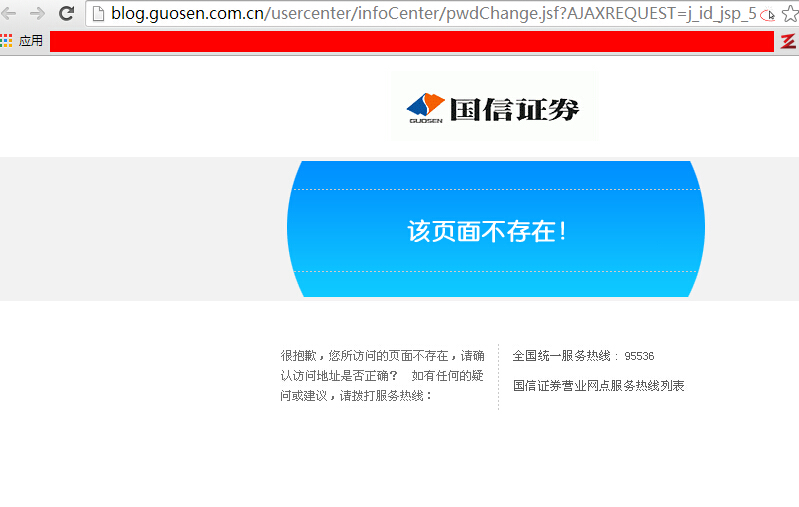 blog.guosen.com.cn/usercenter/infoCenter/pwdChange.jsf?AJAXREQUEST=j_id_jsp_5
应用
GUOSEN 国信证券
该页面不存在！
很抱歉，您所访问的页面不存在，请确
认访问地址是否正确？ 如有任何的疑
问或建议，请拨打服务热线：
全国统一服务热线：95536
国信证券营业网点服务热线列表